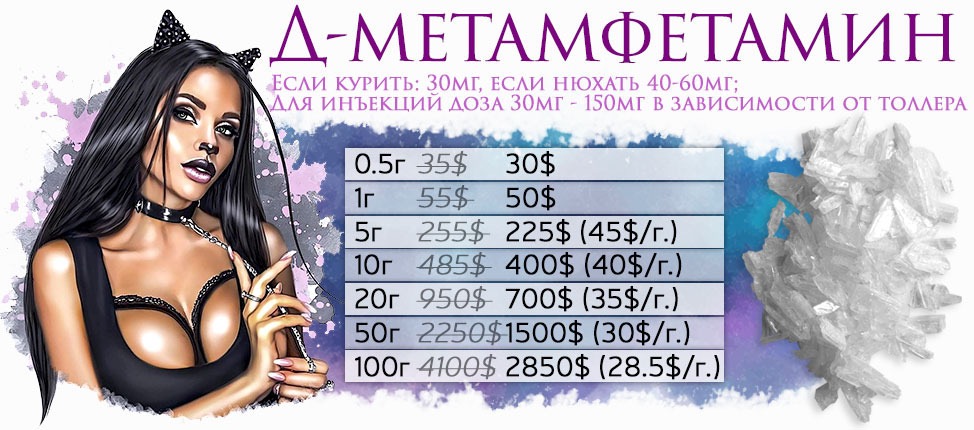 Д-МЕТАМФЕТАМИН
ЕСЛИ КУРИТЬ: 30МГ, ЕСЛИ НЮХАТЬ 40-60МГ;
ДЛЯ ИНЪЕКЦИЙ ДОЗА 30МГ - 150МГ В ЗАВИСИМОСТИ ОТ ТОЛЛЕРА
0.5г 35$ 30$
1г 55$ 50$
5г 255$ 225$ (45$/г.)
10г 485$ 400$ (40$/г.)
20г 950$ 700$ (35$/г.)
50г 2250$ 1500$ (30$/г.)
100г 4100$ 2850$ (28.5$/г.)